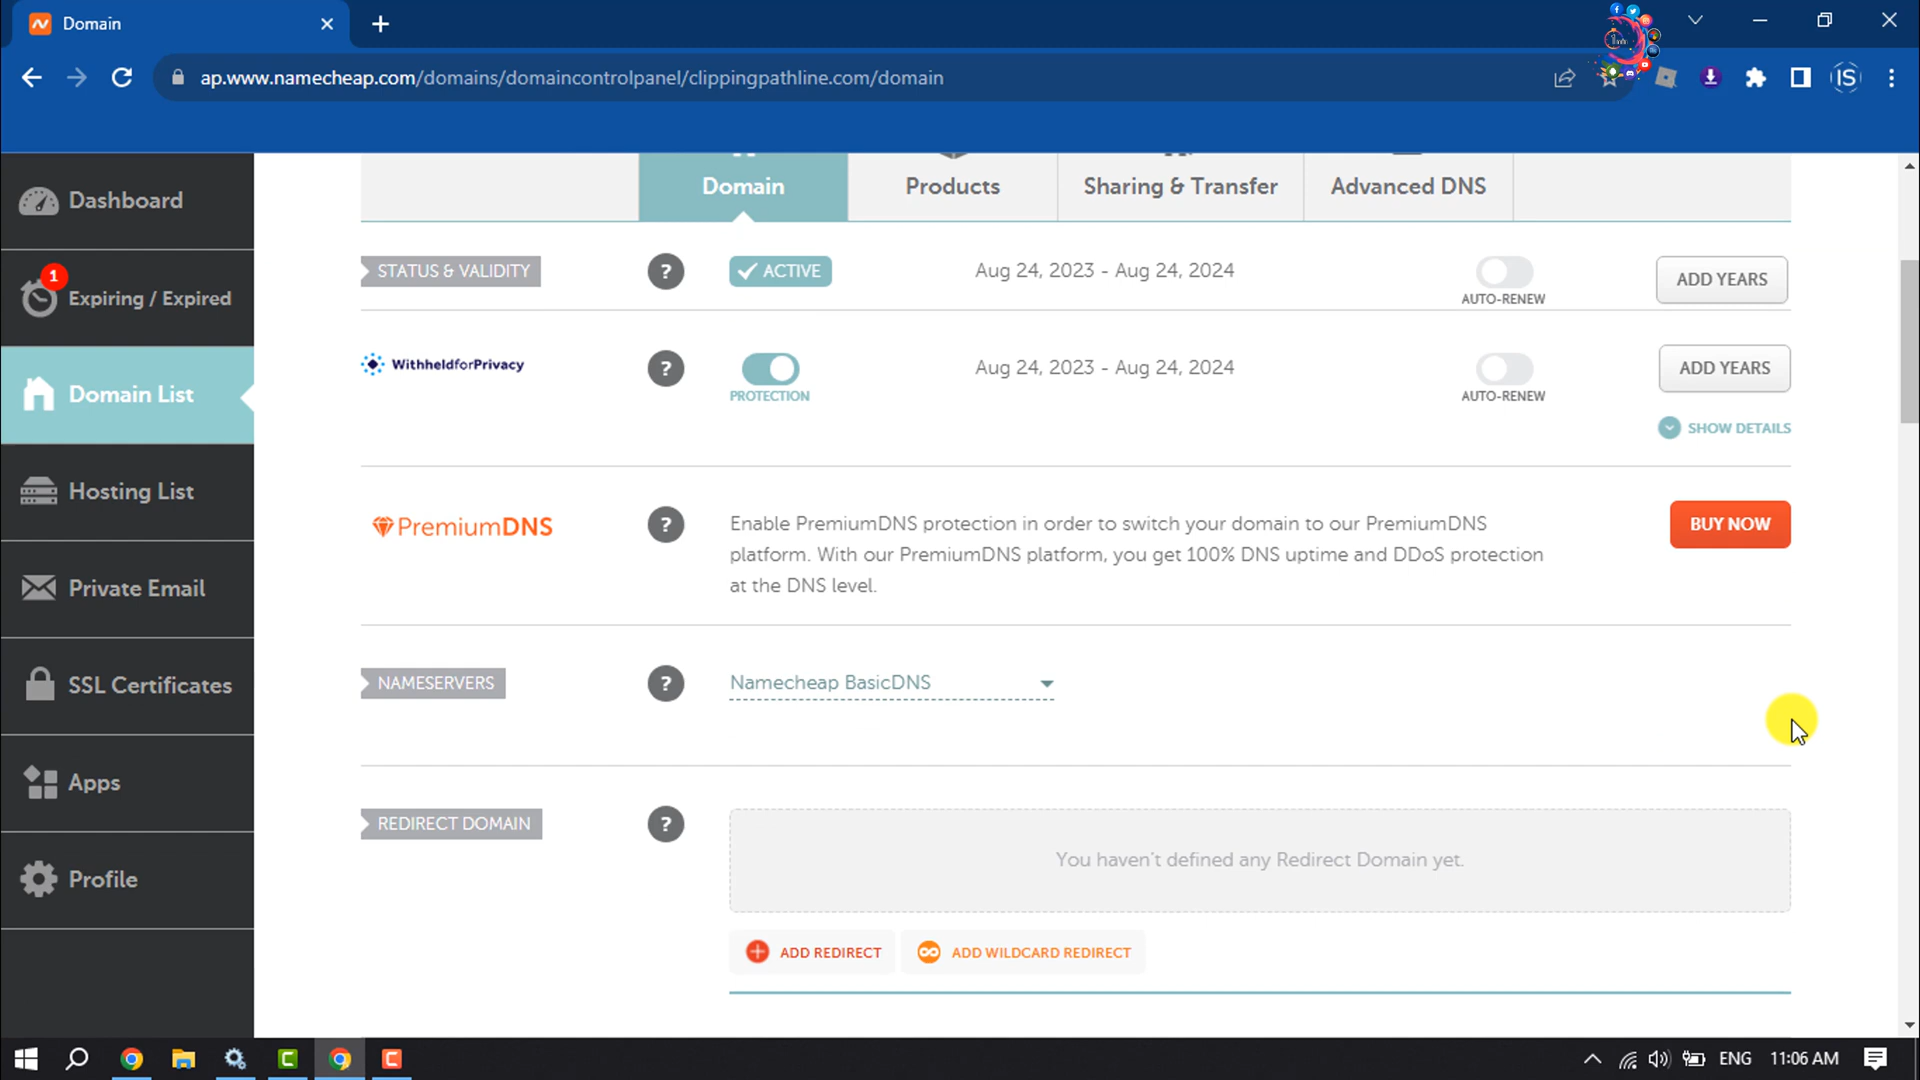 Domain
ap.www.namecheap.com/domains/domaincontrolpanel/clippingpathline.com/domain
IS
Dashboard
1
Expiring / Expired
Domain List
Hosting List
Private Email
SSL Certificates
Apps
Profile
Domain
Products
Sharing & Transfer
Advanced DNS
STATUS & VALIDITY
?
ACTIVE
Aug 24, 2023 - Aug 24, 2024
AUTO-RENEW
ADD YEARS
WithheldforPrivacy
?
PROTECTION
Aug 24, 2023 - Aug 24, 2024
AUTO-RENEW
ADD YEARS
SHOW DETAILS
PremiumDNS
?
Enable PremiumDNS protection in order to switch your domain to our PremiumDNS
platform. With our PremiumDNS platform, you get 100% DNS uptime and DDoS protection
at the DNS level.
BUY NOW
NAMESERVERS
?
Namecheap BasicDNS
REDIRECT DOMAIN
?
You haven't defined any Redirect Domain yet.
ADD REDIRECT
ADD WILDCARD REDIRECT
ENG
11:06 AM